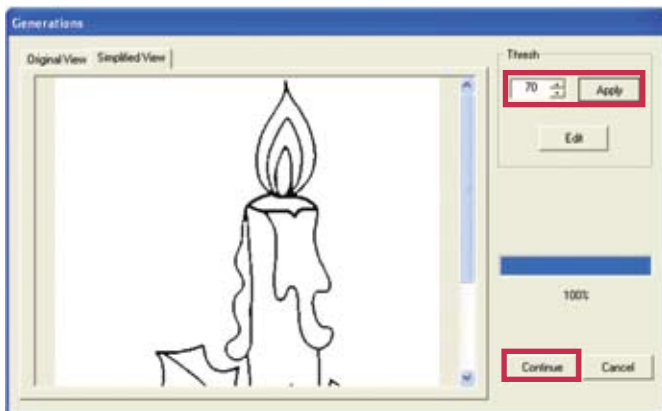 Generations
Original View Simplified View
Thresh
70 Apply
Edit
100%
Continue Cancel